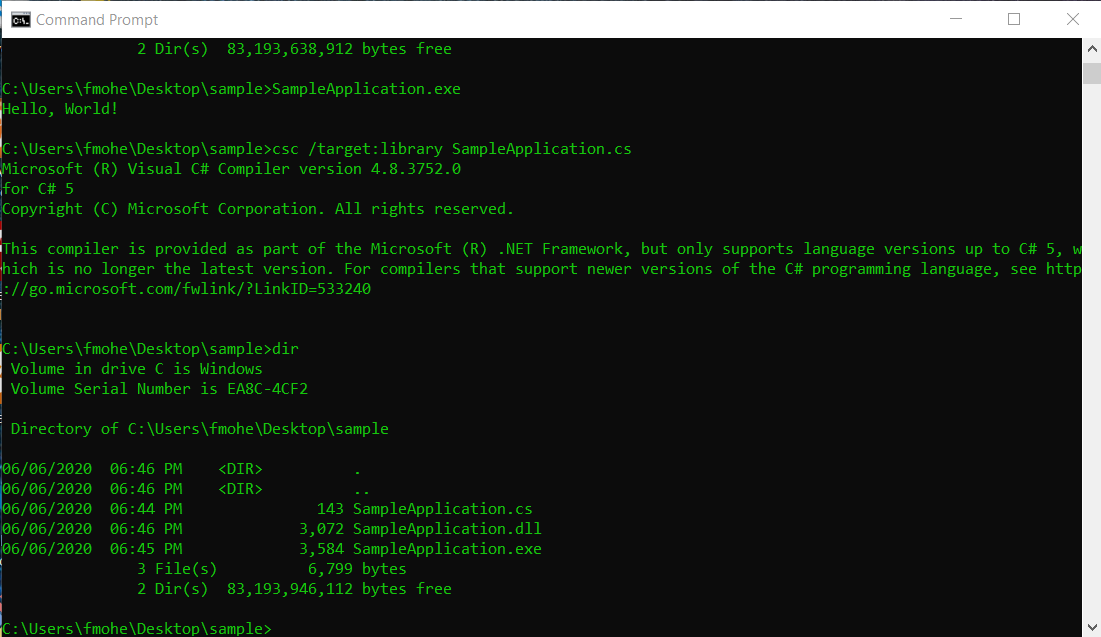 Command Prompt
2 Dir(s)  83,193,638,912 bytes free
C:\Users\fmohe\Desktop\sample>SampleApplication.exe
Hello, World!
C:\Users\fmohe\Desktop\sample>csc /target:library SampleApplication.cs
Microsoft (R) Visual C# Compiler version 4.8.3752.0
for C# 5
Copyright (C) Microsoft Corporation. All rights reserved.
This compiler is provided as part of the Microsoft (R) .NET Framework, but only supports language versions up to C# 5, w
hich is no longer the latest version. For compilers that support newer versions of the C# programming language, see http
://go.microsoft.com/fwlink/?LinkID=533240
C:\Users\fmohe\Desktop\sample>dir
Volume in drive C is Windows
Volume Serial Number is EA8C-4CF2
Directory of C:\Users\fmohe\Desktop\sample
06/06/2020  06:46 PM    <DIR>          .
06/06/2020  06:46 PM    <DIR>          ..
06/06/2020  06:44 PM               143 SampleApplication.cs
06/06/2020  06:46 PM             3,072 SampleApplication.dll
06/06/2020  06:45 PM             3,584 SampleApplication.exe
3 File(s)          6,799 bytes
2 Dir(s)  83,193,946,112 bytes free
C:\Users\fmohe\Desktop\sample>